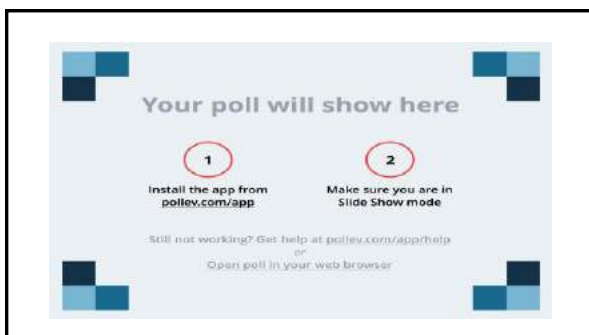 Your poll will show here
1
2
Install the app from
pollev.com/app
Make sure you are in
Slide Show mode
Still not working? Get help at pollev.com/app/help
or
Open poll in your web browser